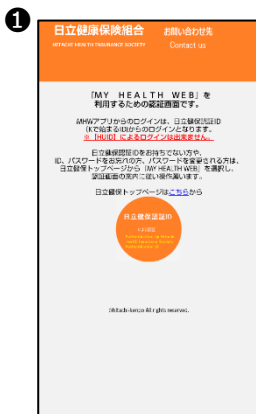 ❶
日立健康保険組合 お問い合わせ先
HITACHI HEALTH INSURANCE SOCIETY Contact us
「MY HEALTH WEB」を
利用するための認証画面です。
MHWアプリからのログインは、日立健保認証ID
(Kで始まるID)からのログインとなります。
※【HUID】によるログインは出来ません。
日立健保認証IDをお持ちでない方や、
ID、パスワードをお忘れの方、パスワードを変更される方は、
日立健保トップページから「MY HEALTH WEB」を選択し、
認証画面の案内に従い操作願います。
日立健保トップページはこちらから
日立健保認証ID
©Hitachi-kenpo All rights reserved.